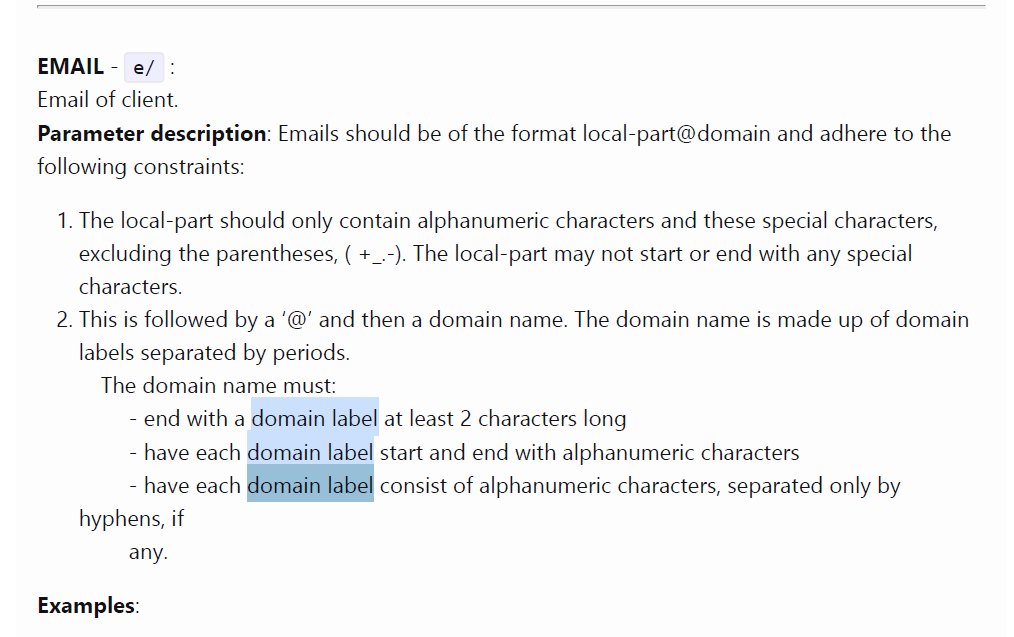 EMAIL - e/ :
Email of client.
Parameter description: Emails should be of the format local-part@domain and adhere to the
following constraints:
1. The local-part should only contain alphanumeric characters and these special characters,
excluding the parentheses, ( +_.-). The local-part may not start or end with any special
characters.
2. This is followed by a ‘@’ and then a domain name. The domain name is made up of domain
labels separated by periods.
The domain name must:
- end with a domain label at least 2 characters long
- have each domain label start and end with alphanumeric characters
- have each domain label consist of alphanumeric characters, separated only by
hyphens, if
any.
Examples: